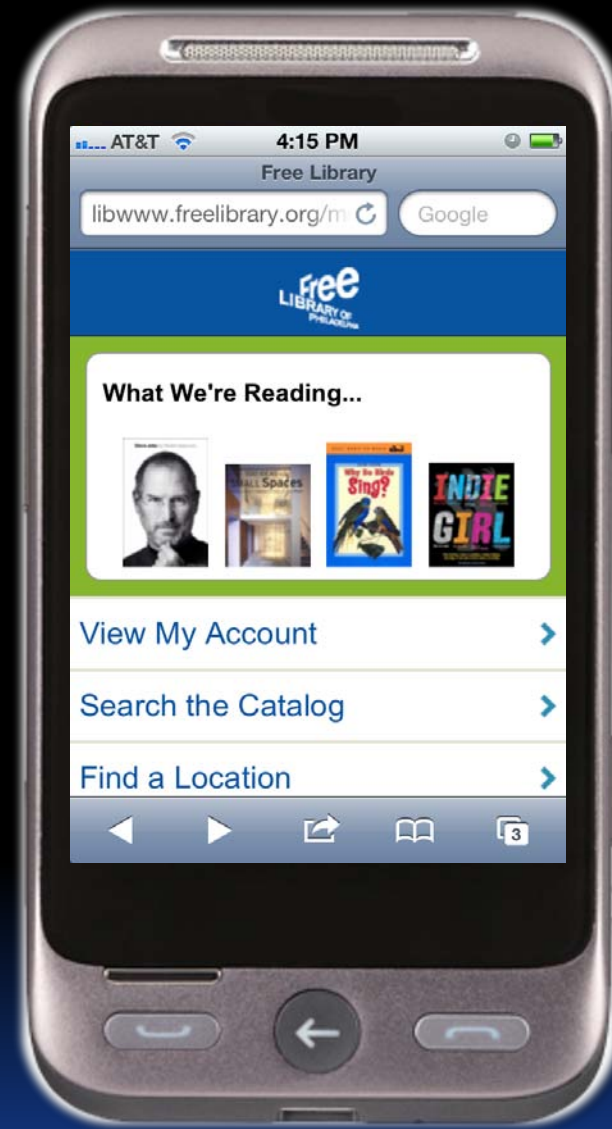 AT&T 4:15 PM
Free Library
libwww.freelibrary.org/m Google
Free
LIBRARY OF
PHILADELPHIA
What We're Reading...
SMALL Spaces
Why Do Birds
Sing?
INDIE
GIRL
View My Account
Search the Catalog
Find a Location
3